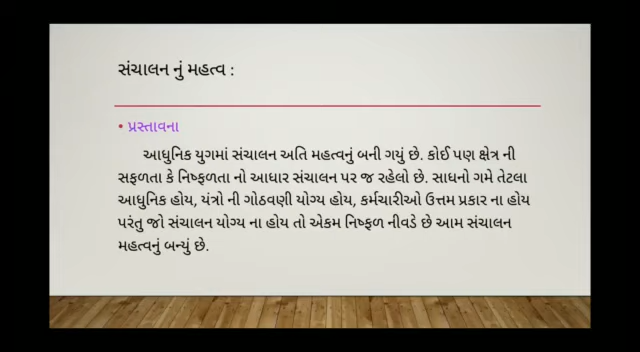 સંચાલન નું મહત્વ :
• પ્રસ્તાવના
આધુનિક યુગમાં સંચાલન અતિ મહત્વનું બની ગયું છે. કોઈ પણ ક્ષેત્ર ની
સફળતા કે નિષ્ફળતા નો આધાર સંચાલન પર જ રહેલો છે. સાધનો ગમે તેટલા
આધુનિક હોય, યંત્રો ની ગોઠવણી યોગ્ય હોય, કર્મચારીઓ ઉત્તમ પ્રકાર ના હોય
પરંતુ જો સંચાલન યોગ્ય ના હોય તો એકમ નિષ્ફળ નીવડે છે આમ સંચાલન
મહત્વનું બન્યું છે.